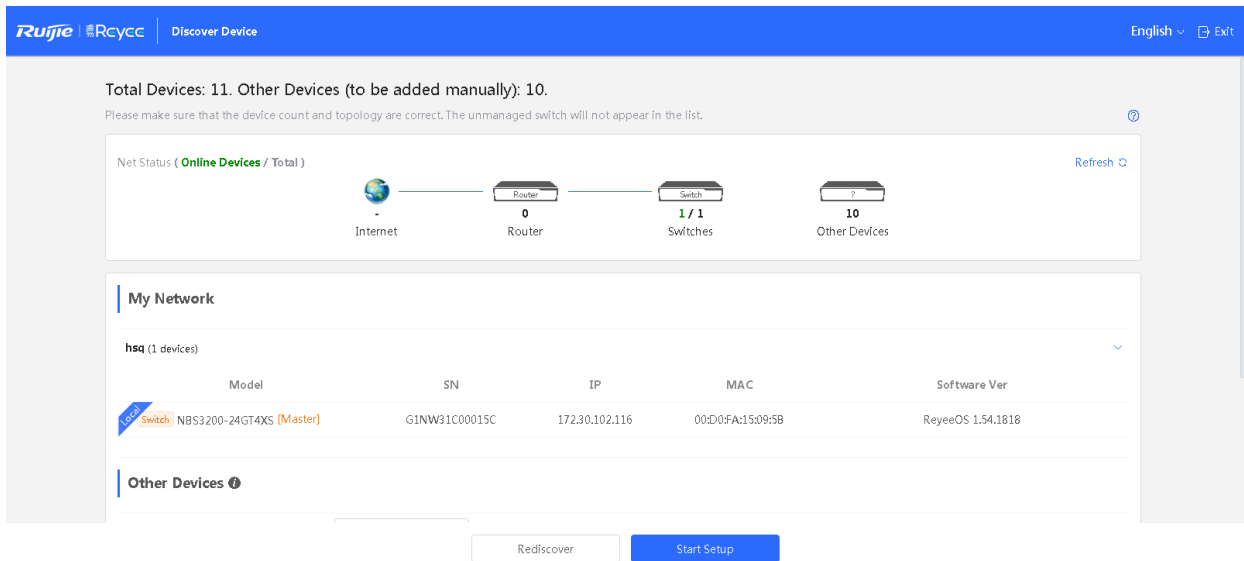 Ruijie | 睿易 Reyee Discover Device English Exit
Total Devices: 11. Other Devices (to be added manually): 10.
Please make sure that the device count and topology are correct. The unmanaged switch will not appear in the list.
Net Status ( Online Devices / Total ) Refresh
Router Switch ?
- 0 1 / 1 10
Internet Router Switches Other Devices
My Network
hsq (1 devices)
Model SN IP MAC Software Ver
Local Switch NBS3200-24GT4XS [Master] G1NW31C00015C 172.30.102.116 00:D0:FA:15:09:5B ReyeeOS 1.54.1818
Other Devices
Rediscover Start Setup